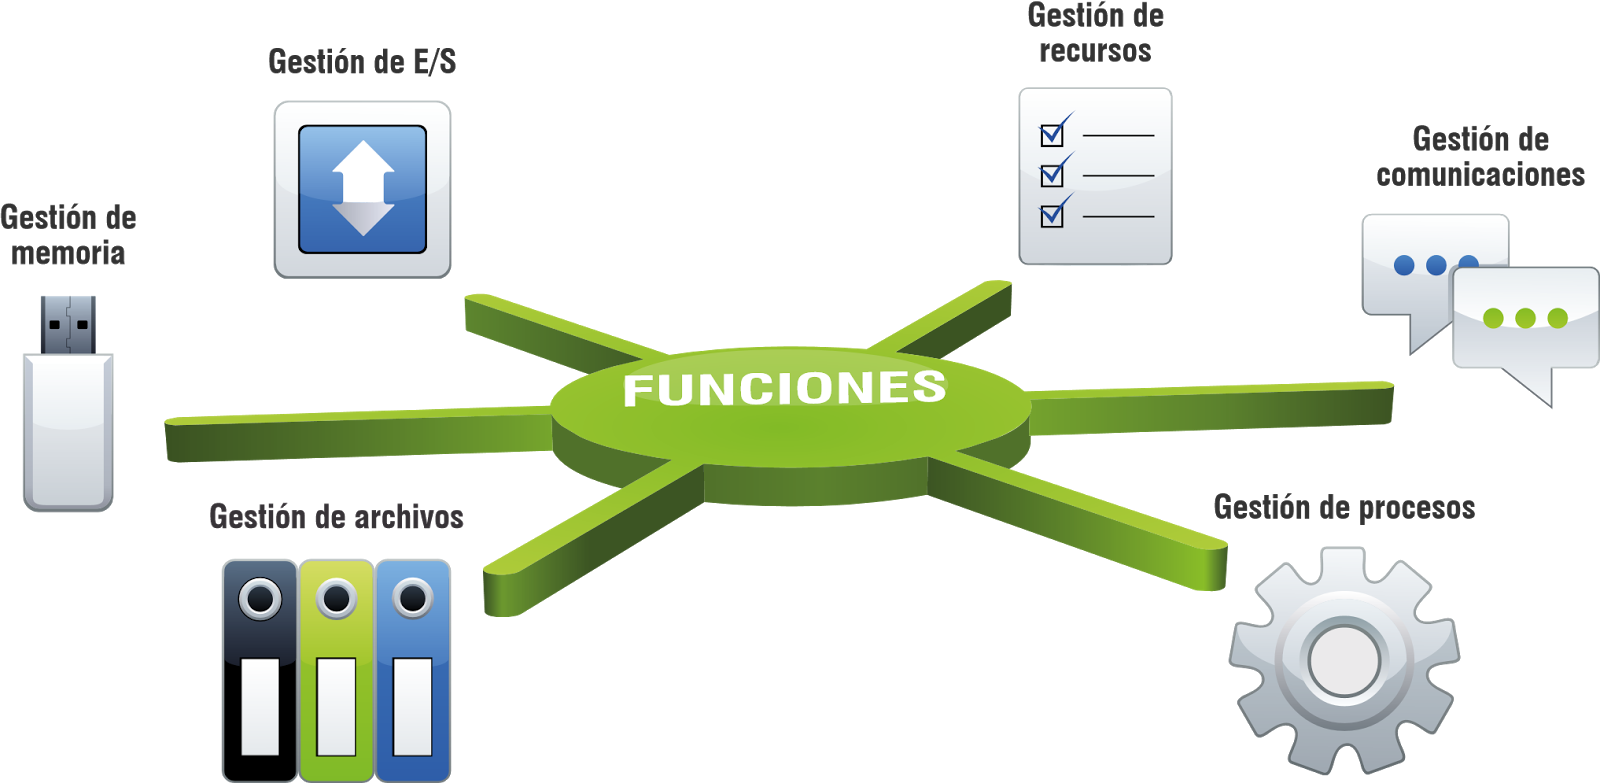 Gestión de E/S
Gestión de
recursos
Gestión de
comunicaciones
Gestión de
memoria
FUNCIONES
Gestión de archivos
Gestión de procesos